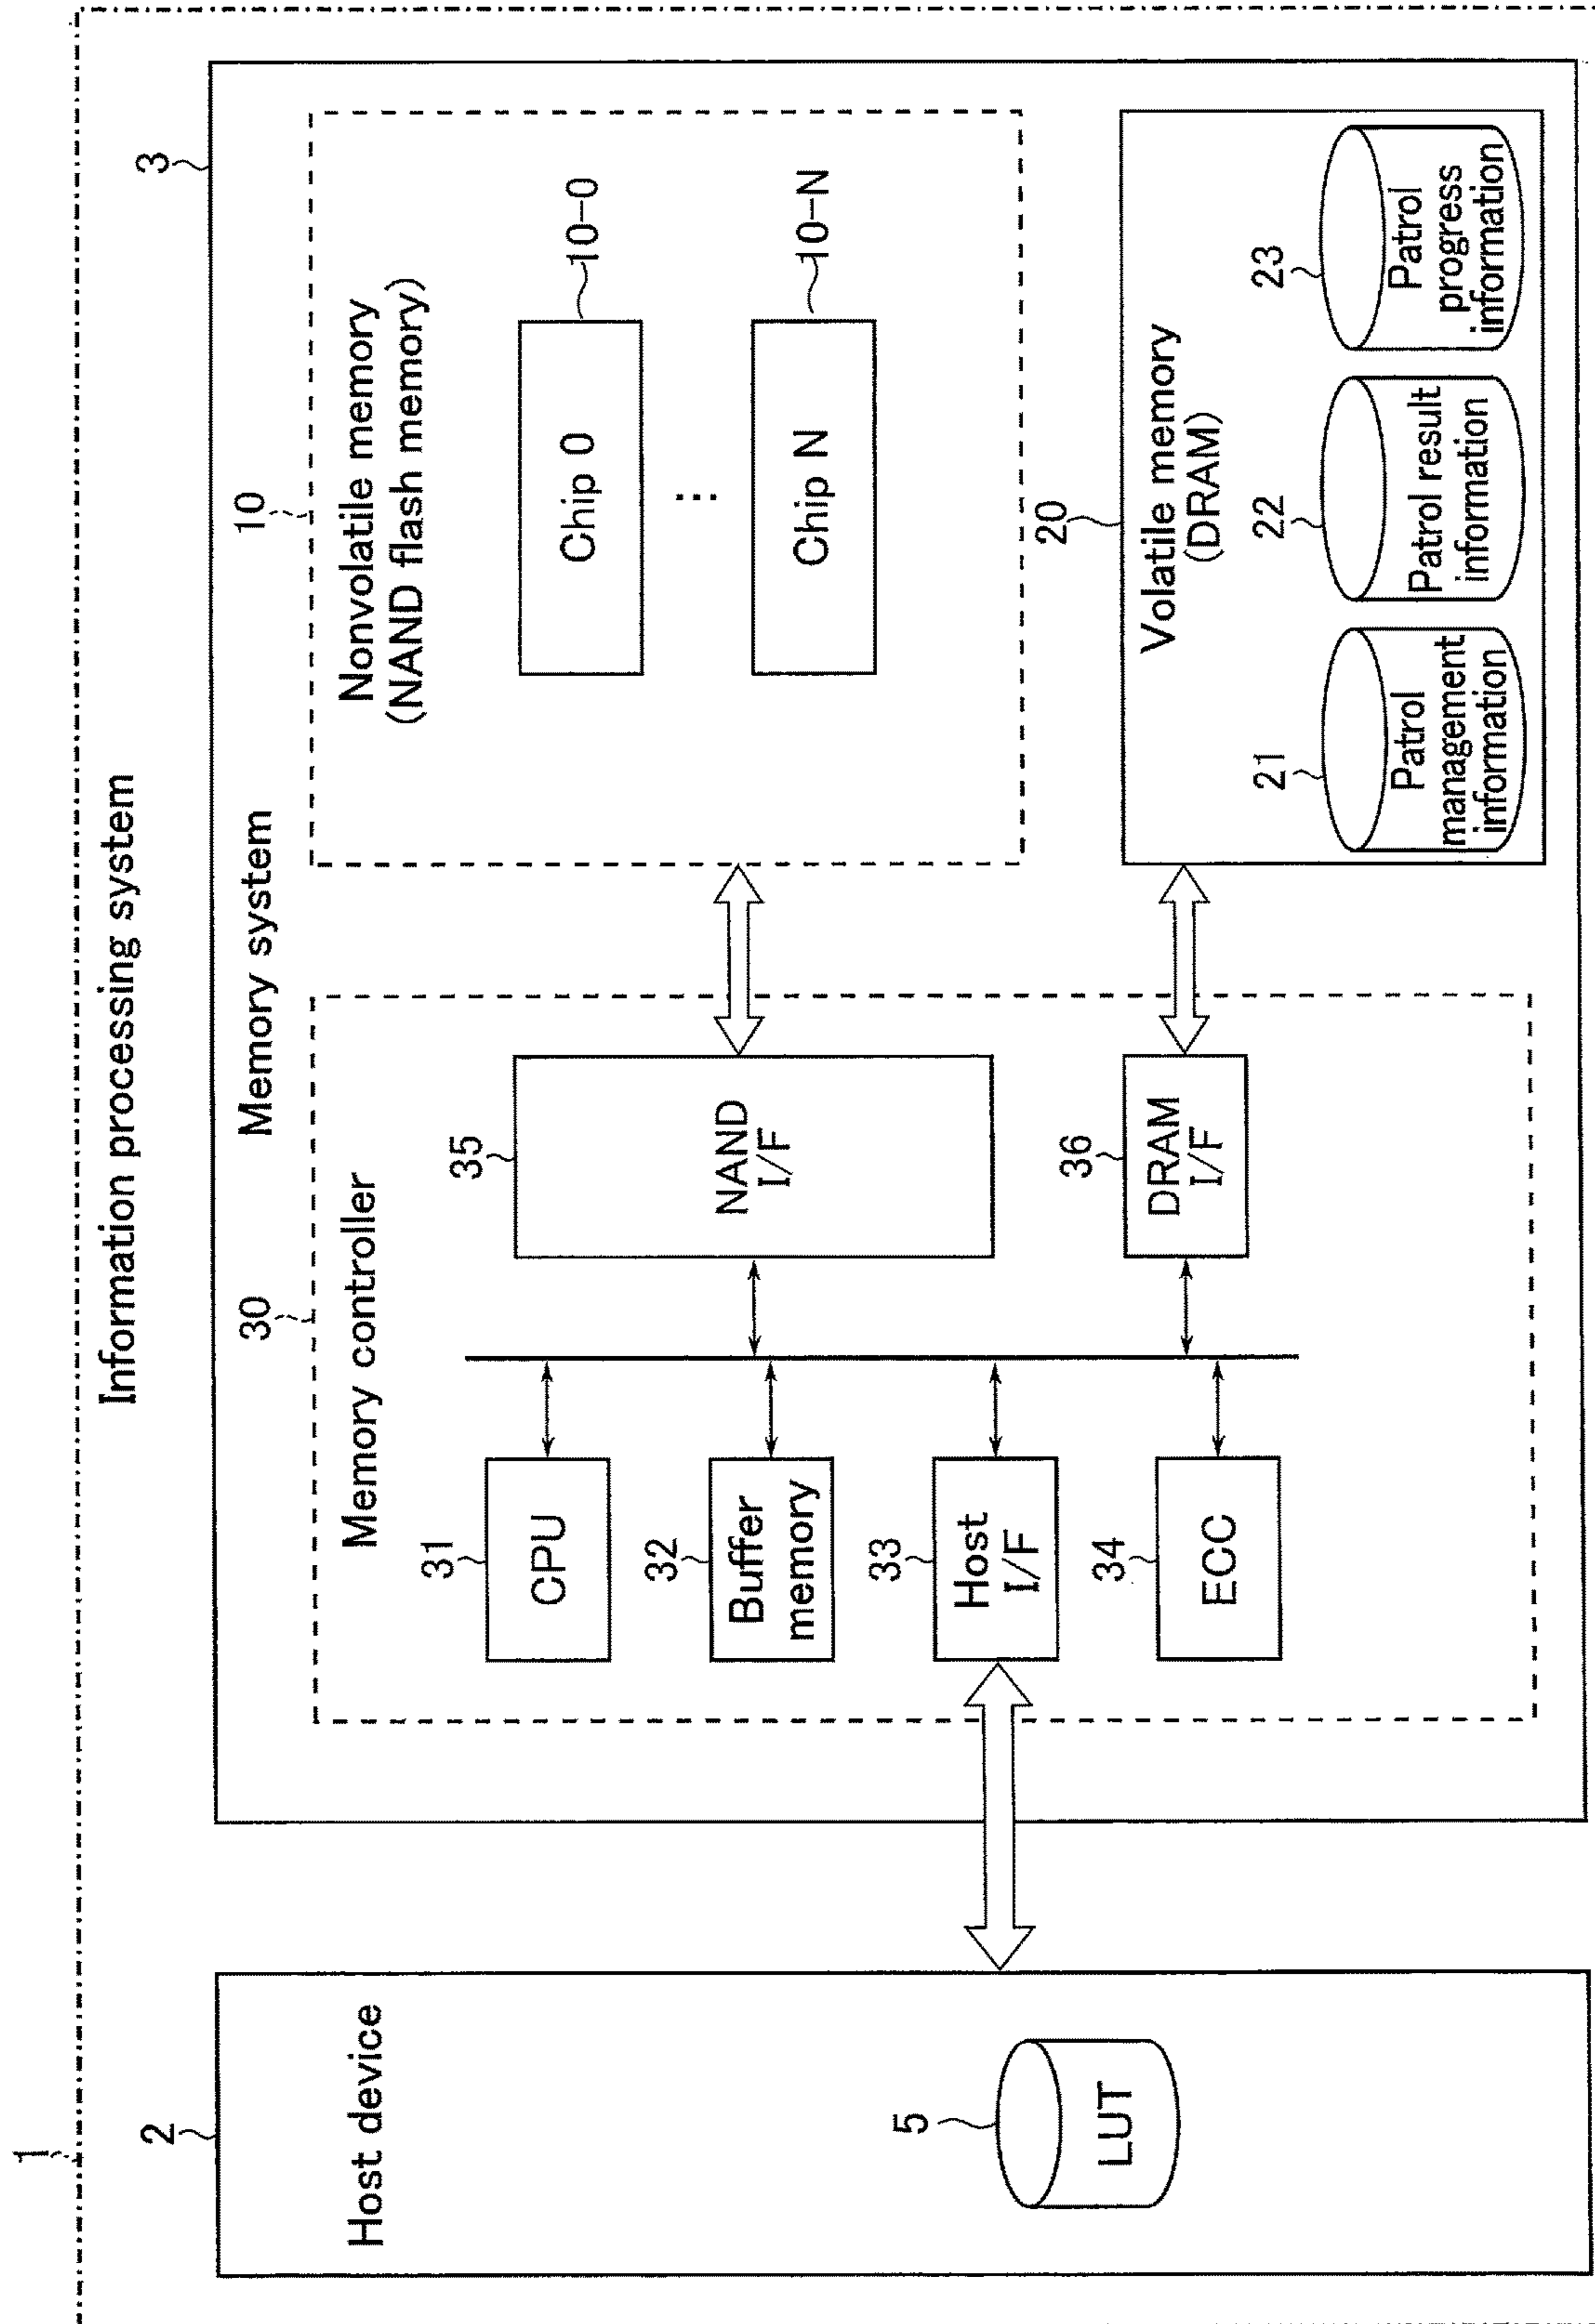 1
Information processing system
2
Host device
5
LUT
3
Memory system
30
Memory controller
31
CPU
32
Buffer
memory
33
Host
I/F
34
ECC
35
NAND
I/F
36
DRAM
I/F
10
Nonvolatile memory
(NAND flash memory)
Chip 0
10-0
⋮
Chip N
10-N
20
Volatile memory
(DRAM)
21
Patrol
management
information
22
Patrol result
information
23
Patrol
progress
information